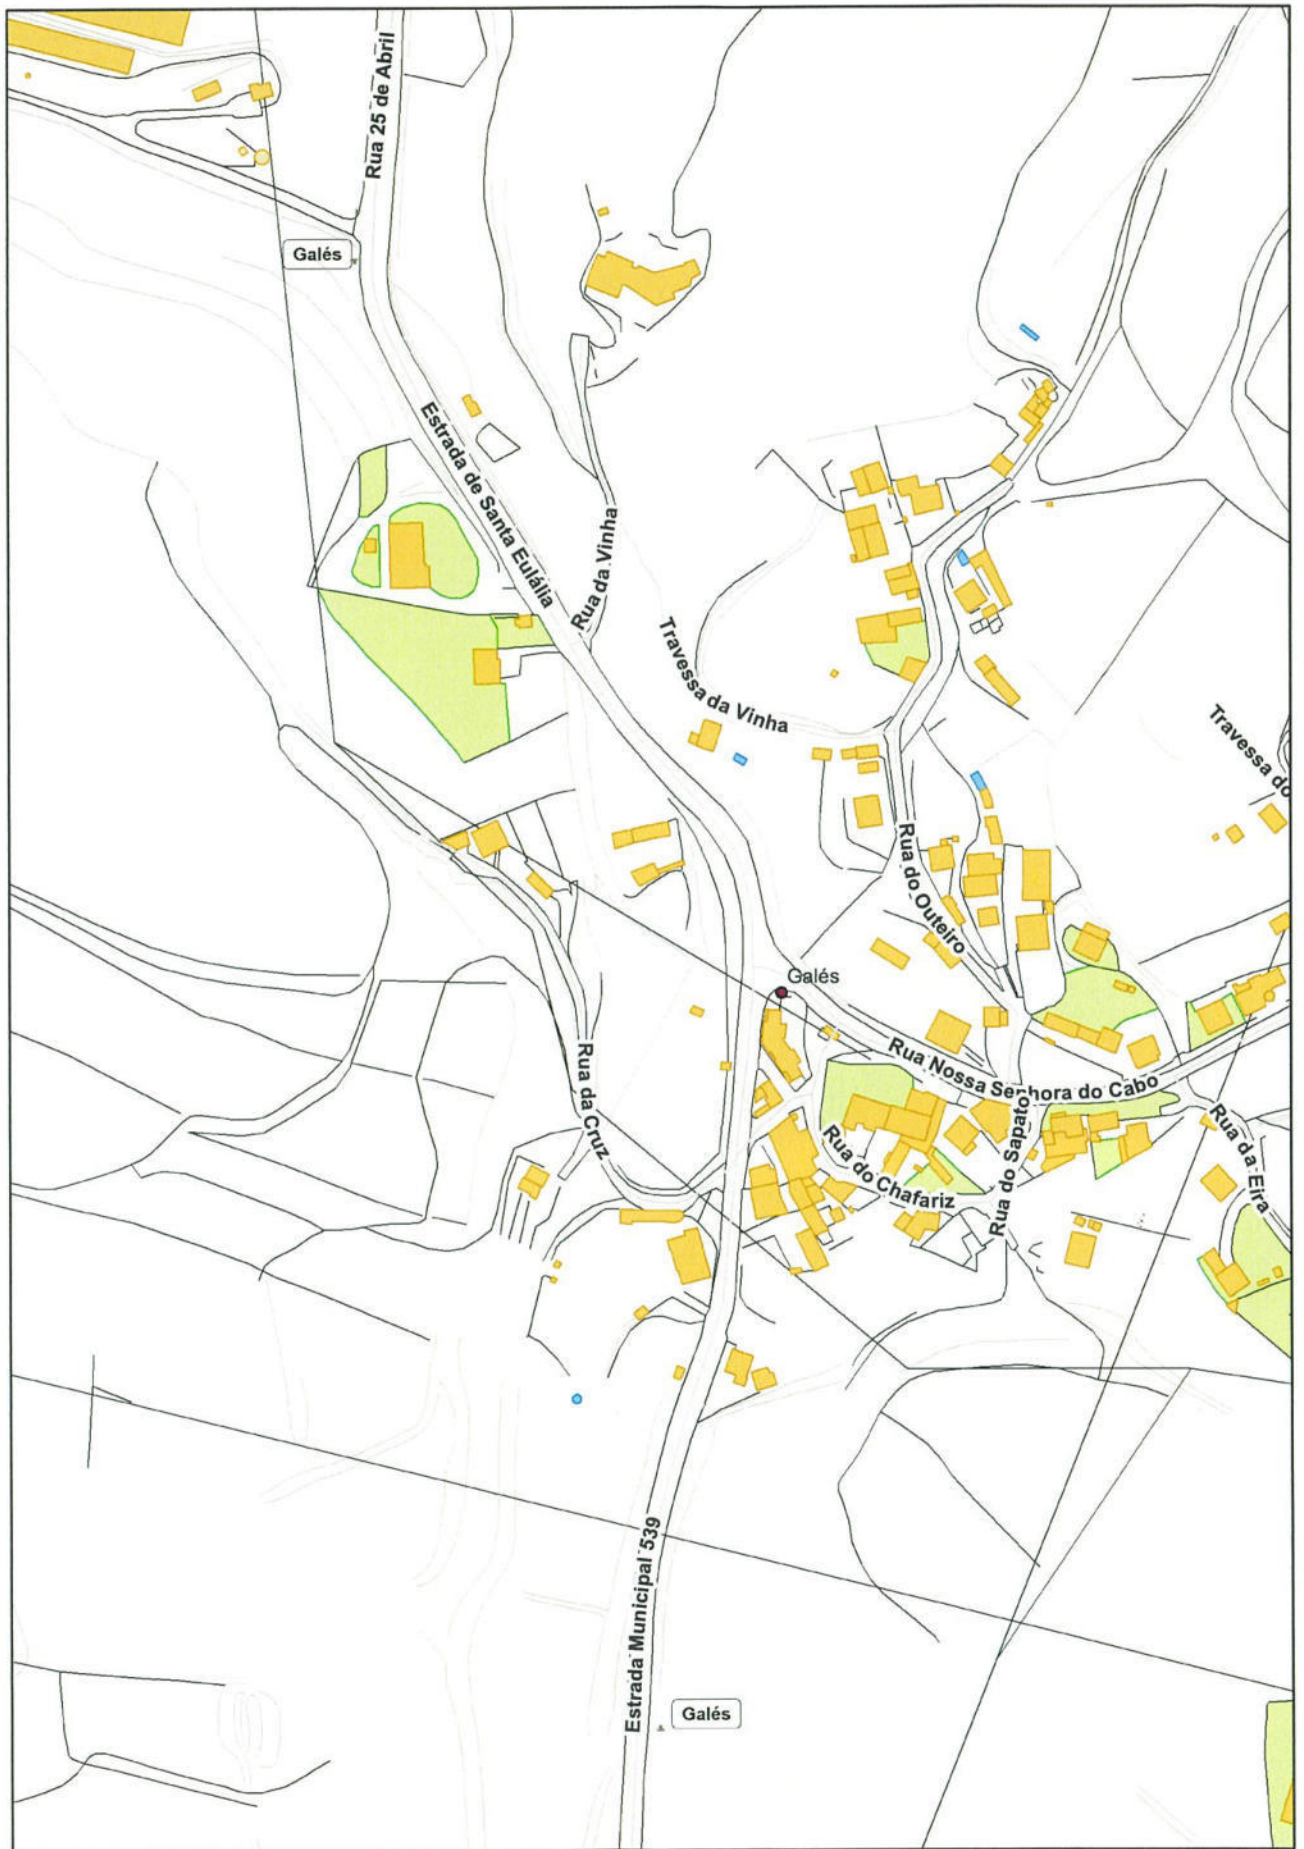 Rua 25 de Abril
Galés
Estrada de Santa Eulália
Rua da Vinha
Travessa da Vinha
Travessa do
Rua do Outeiro
Galés
Rua Nossa Senhora do Cabo
Rua da Cruz
Rua do Sapato
Rua do Chafariz
Rua da Eira
Estrada Municipal 539
Galés